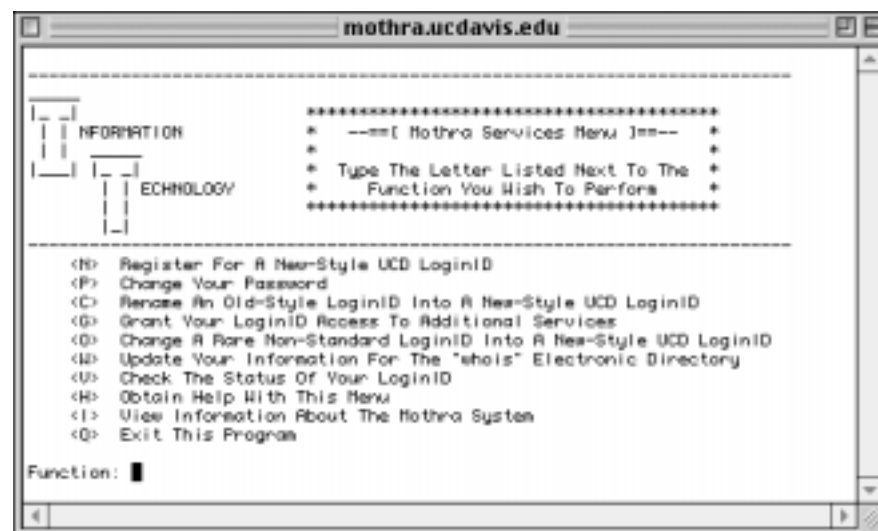 mothra.ucdavis.edu
NFORMATION
ECHNOLOGY
****************************************
* --==[ Mothra Services Menu ]==-- *
* *
* Type The Letter Listed Next To The *
* Function You Wish To Perform *
****************************************
<N> Register For A New-Style UCD LoginID
<P> Change Your Password
<C> Rename An Old-Style LoginID Into A New-Style UCD LoginID
<G> Grant Your LoginID Access To Additional Services
<O> Change A Rare Non-Standard LoginID Into A New-Style UCD LoginID
<W> Update Your Information For The "whois" Electronic Directory
<V> Check The Status Of Your LoginID
<H> Obtain Help With This Menu
<I> View Information About The Mothra System
<Q> Exit This Program
Function: